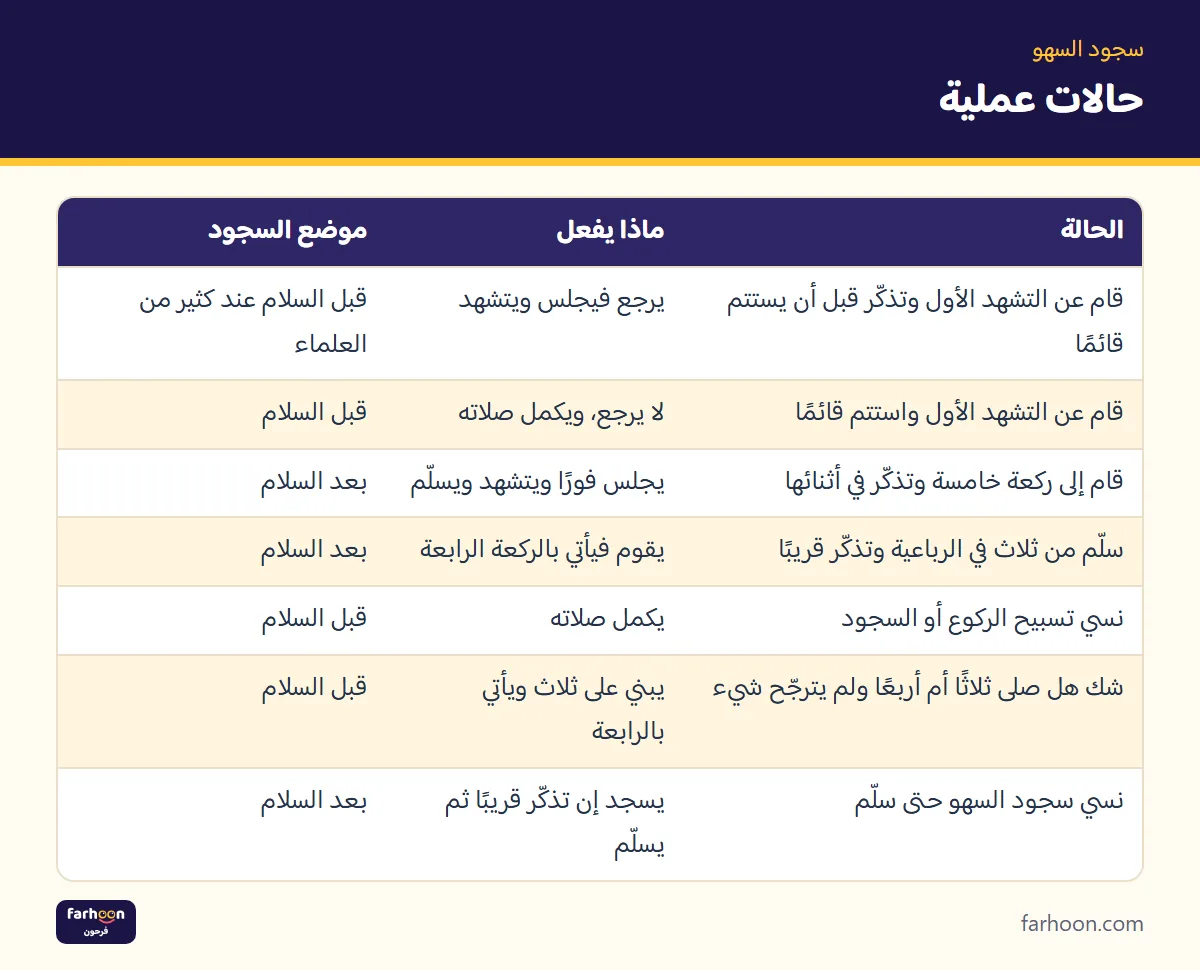 سجود السهو
حالات عملية
الحالة ماذا يفعل موضع السجود
قام عن التشهد الأول وتذكّر قبل أن يستتم يرجع فيجلس ويتشهد قبل السلام عند كثير من
قائمًا العلماء
قام عن التشهد الأول واستتم قائمًا لا يرجع، ويكمل صلاته قبل السلام
قام إلى ركعة خامسة وتذكّر في أثنائها يجلس فورًا ويتشهد ويسلّم بعد السلام
سلّم من ثلاث في الرباعية وتذكّر قريبًا يقوم فيأتي بالركعة الرابعة بعد السلام
نسي تسبيح الركوع أو السجود يكمل صلاته قبل السلام
شك هل صلى ثلاثًا أم أربعًا ولم يترجّح شيء يبني على ثلاث ويأتي قبل السلام
بالرابعة
نسي سجود السهو حتى سلّم يسجد إن تذكّر قريبًا ثم بعد السلام
يسلّم
farhoon.com farhoon
فرحون